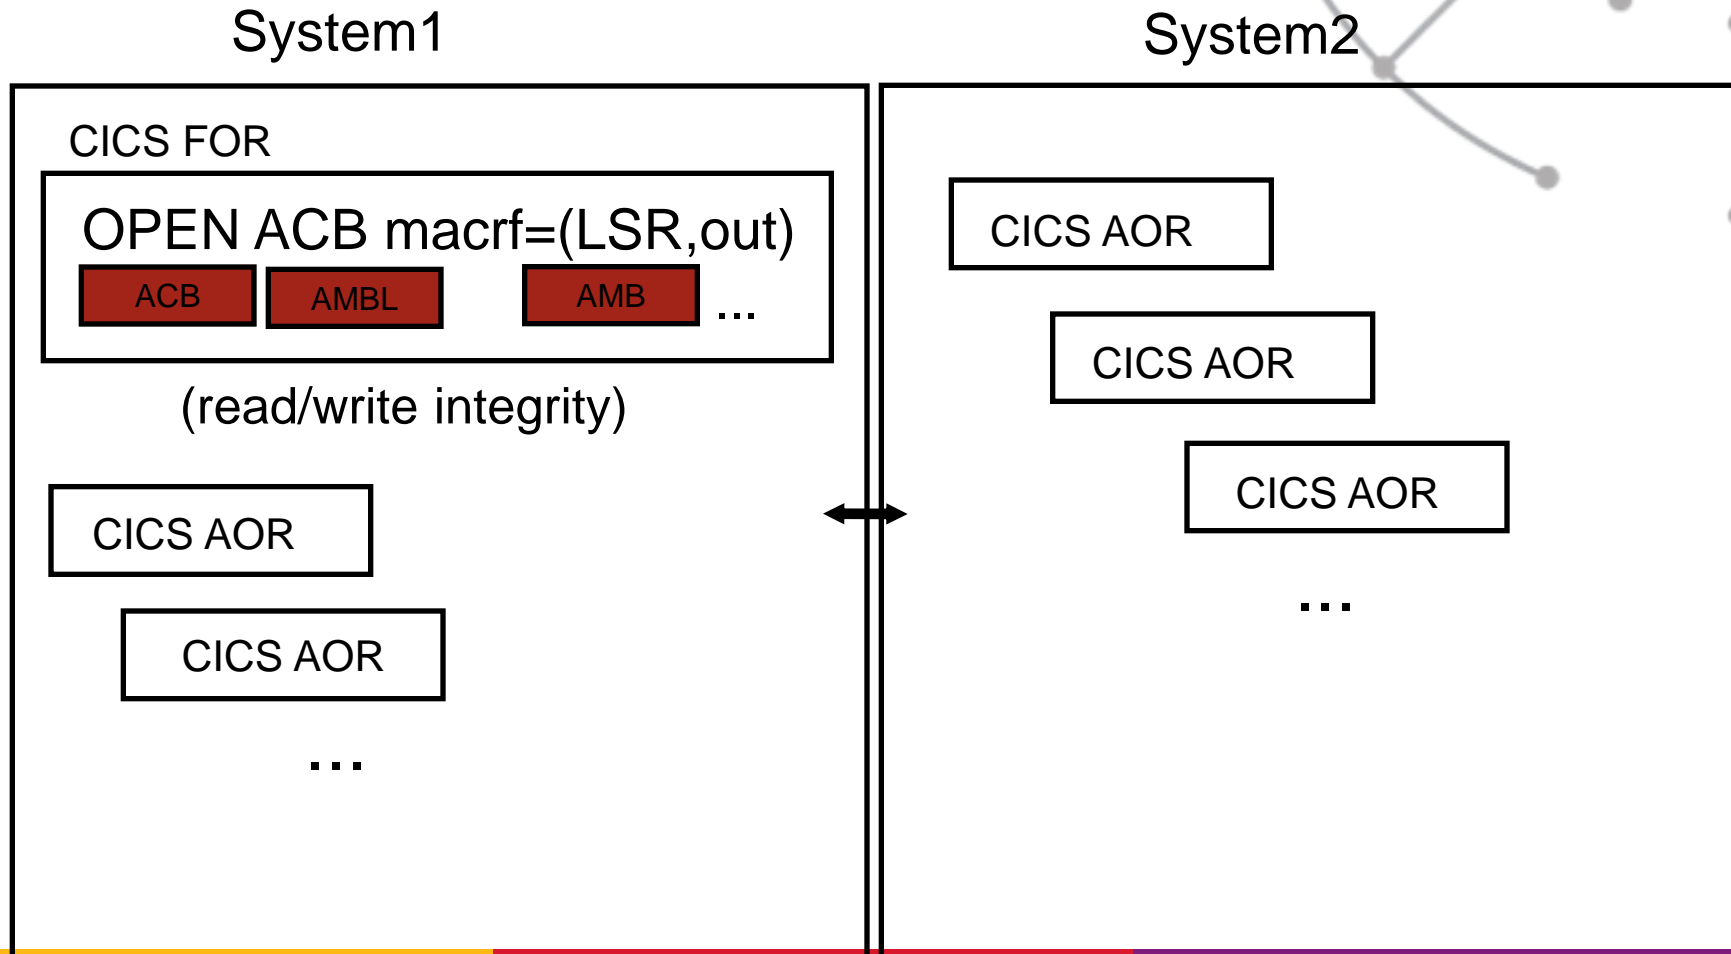 System1
CICS FOR
OPEN ACB macrf=(LSR,out)
ACB AMBL AMB ...
(read/write integrity)
CICS AOR
CICS AOR
...
System2
CICS AOR
CICS AOR
CICS AOR
...